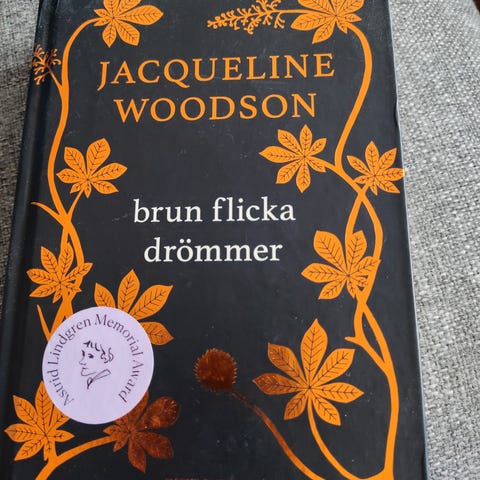 JACQUELINE
WOODSON
brun flicka
drömmer
Astrid Lindgren Memorial Award